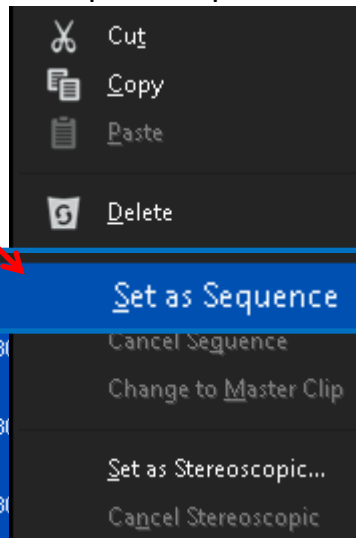 Cut
Copy
Paste
Delete
Set as Sequence
Cancel Sequence
Change to Master Clip
Set as Stereoscopic...
Cancel Stereoscopic